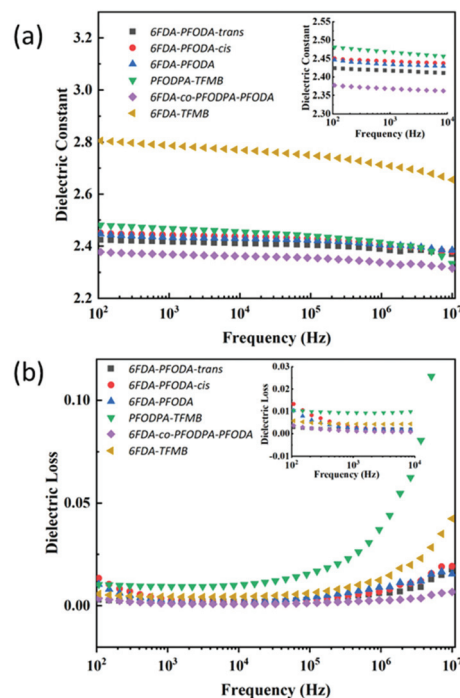 (a)
6FDA-PFODA-trans
6FDA-PFODA-cis
6FDA-PFODA
PFODPA-TFMB
6FDA-co-PFODPA-PFODA
6FDA-TFMB
Dielectric Constant
3.2
3.0
2.8
2.6
2.4
2.2
10² 10³ 10⁴ 10⁵ 10⁶ 10⁷
Frequency (Hz)
Dielectric Constant
2.55
2.50
2.45
2.40
2.35
2.30
10² 10³ 10⁴
Frequency (Hz)
(b)
6FDA-PFODA-trans
6FDA-PFODA-cis
6FDA-PFODA
PFODPA-TFMB
6FDA-co-PFODPA-PFODA
6FDA-TFMB
Dielectric Loss
0.10
0.05
0.00
10² 10³ 10⁴ 10⁵ 10⁶ 10⁷
Frequency (Hz)
Dielectric Loss
0.03
0.02
0.01
0.00
-0.01
10² 10³ 10⁴
Frequency (Hz)